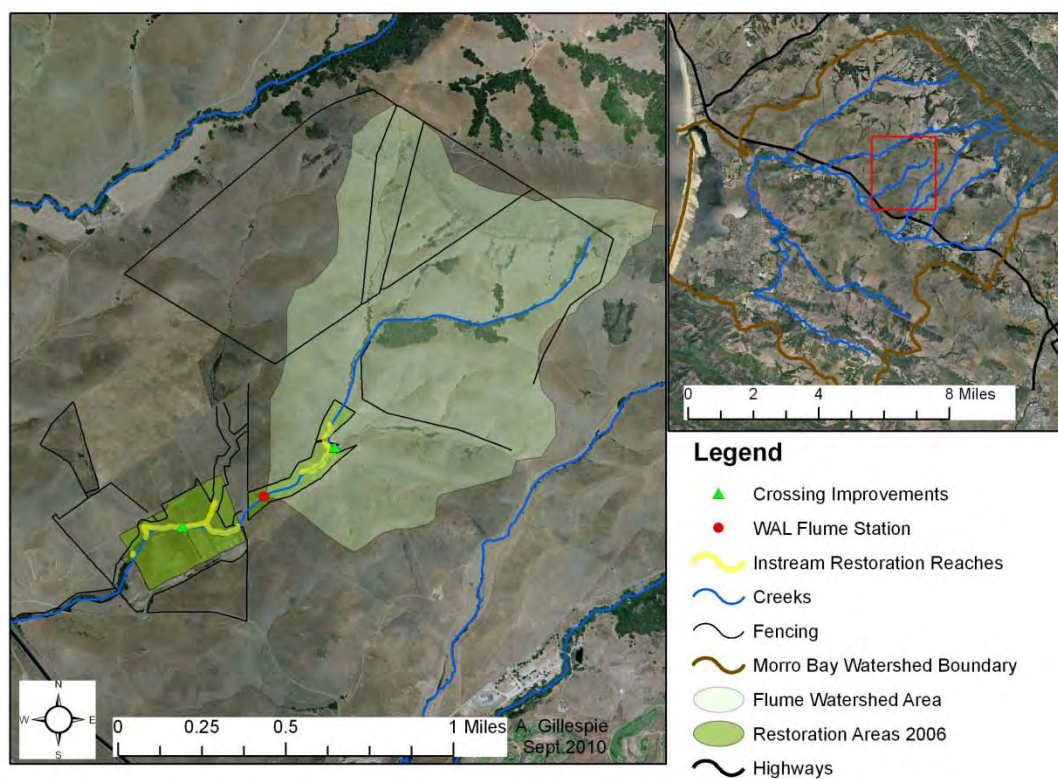 N
W E
S
0 0.25 0.5 1 Miles
A. Gillespie
Sept.2010
0 2 4 8 Miles
Legend
Crossing Improvements
WAL Flume Station
Instream Restoration Reaches
Creeks
Fencing
Morro Bay Watershed Boundary
Flume Watershed Area
Restoration Areas 2006
Highways